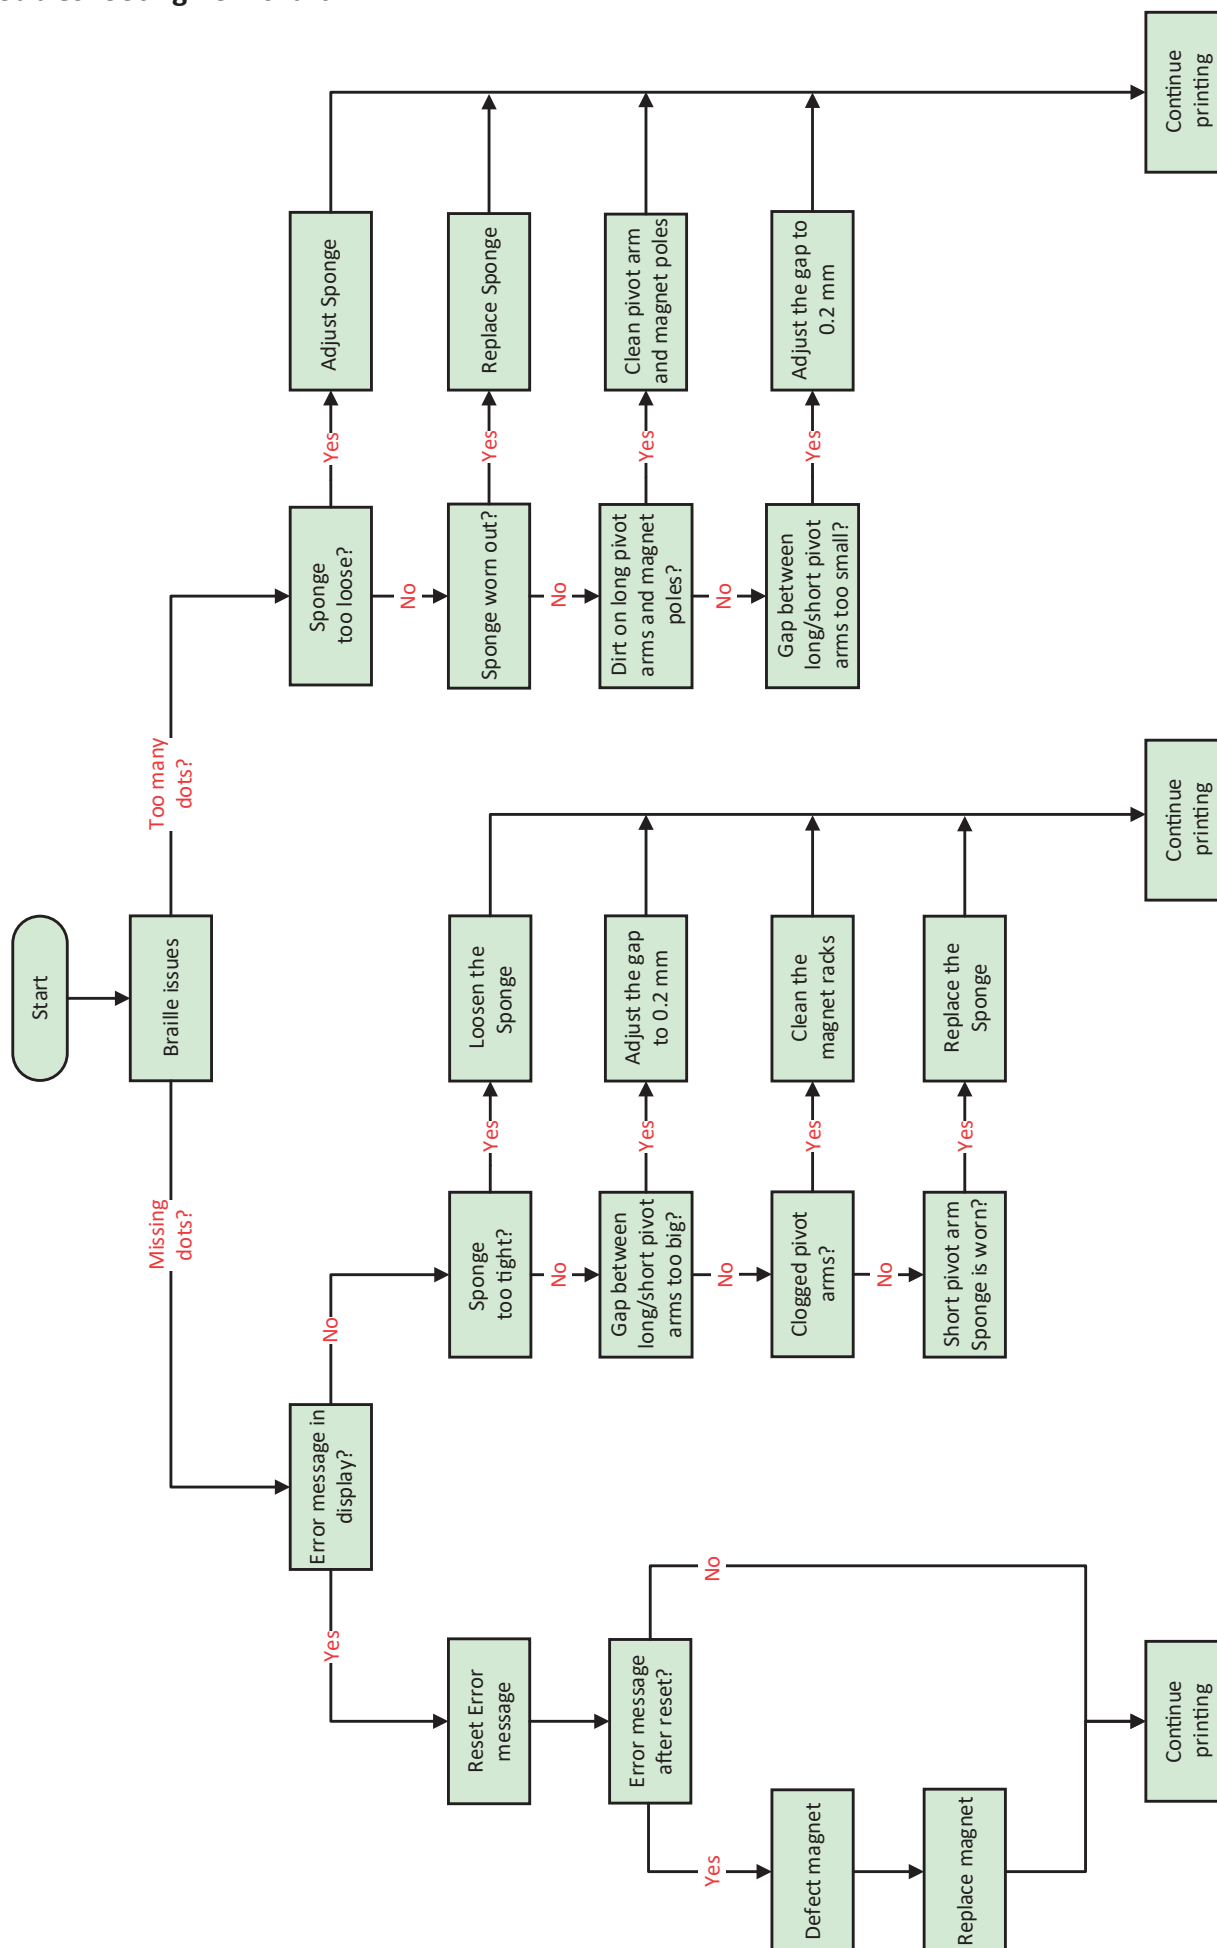 Start
Braille issues
Too many
dots?
Missing
dots?
Sponge
too loose?
Yes
Adjust Sponge
No
Sponge worn out?
Yes
Replace Sponge
No
Dirt on long pivot
arms and magnet
poles?
Yes
Clean pivot arm
and magnet poles
No
Gap between
long/short pivot
arms too small?
Yes
Adjust the gap to
0.2 mm
Continue
printing
Error message in
display?
No
Sponge
too tight?
Yes
Loosen the
Sponge
No
Gap between
long/short pivot
arms too big?
Yes
Adjust the gap
to 0.2 mm
No
Clogged pivot
arms?
Yes
Clean the
magnet racks
No
Short pivot arm
Sponge is worn?
Yes
Replace the
Sponge
Continue
printing
Yes
Reset Error
message
Error message
after reset?
No
Yes
Defect magnet
Replace magnet
Continue
printing